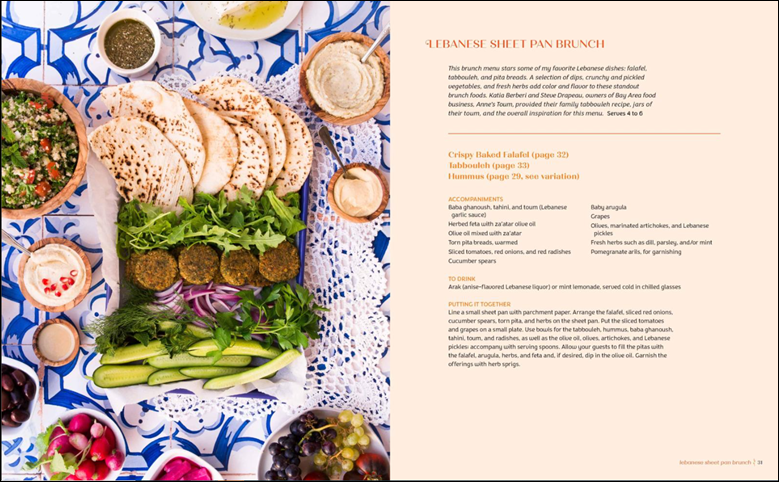 LEBANESE SHEET PAN BRUNCH
This brunch menu stars some of my favorite Lebanese dishes: falafel,
tabbouleh, and pita breads. A selection of dips, crunchy and pickled
vegetables, and fresh herbs add color and flavor to these standout
brunch foods. Katia Berberi and Steve Drapeau, owners of Bay Area food
business, Anne's Toum, provided their family tabbouleh recipe, jars of
their toum, and the overall inspiration for this menu. Serves 4 to 6
Crispy Baked Falafel (page 32)
Tabbouleh (page 33)
Hummus (page 29, see variation)
ACCOMPANIMENTS
Baba ghanoush, tahini, and toum (Lebanese
garlic sauce)
Herbed feta with za'atar olive oil
Olive oil mixed with za'atar
Torn pita breads, warmed
Sliced tomatoes, red onions, and red radishes
Cucumber spears
Baby arugula
Grapes
Olives, marinated artichokes, and Lebanese
pickles
Fresh herbs such as dill, parsley, and/or mint
Pomegranate arils, for garnishing
TO DRINK
Arak (anise-flavored Lebanese liquor) or mint lemonade, served cold in chilled glasses
PUTTING IT TOGETHER
Line a small sheet pan with parchment paper. Arrange the falafel, sliced red onions,
cucumber spears, torn pita, and herbs on the sheet pan. Put the sliced tomatoes
and grapes on a small plate. Use bowls for the tabbouleh, hummus, baba ghanoush,
tahini, toum, and radishes, as well as the olive oil, olives, artichokes, and Lebanese
pickles; accompany with serving spoons. Allow your guests to fill the pitas with
the falafel, arugula, herbs, and feta and, if desired, dip in the olive oil. Garnish the
offerings with herb sprigs.
lebanese sheet pan brunch | 31